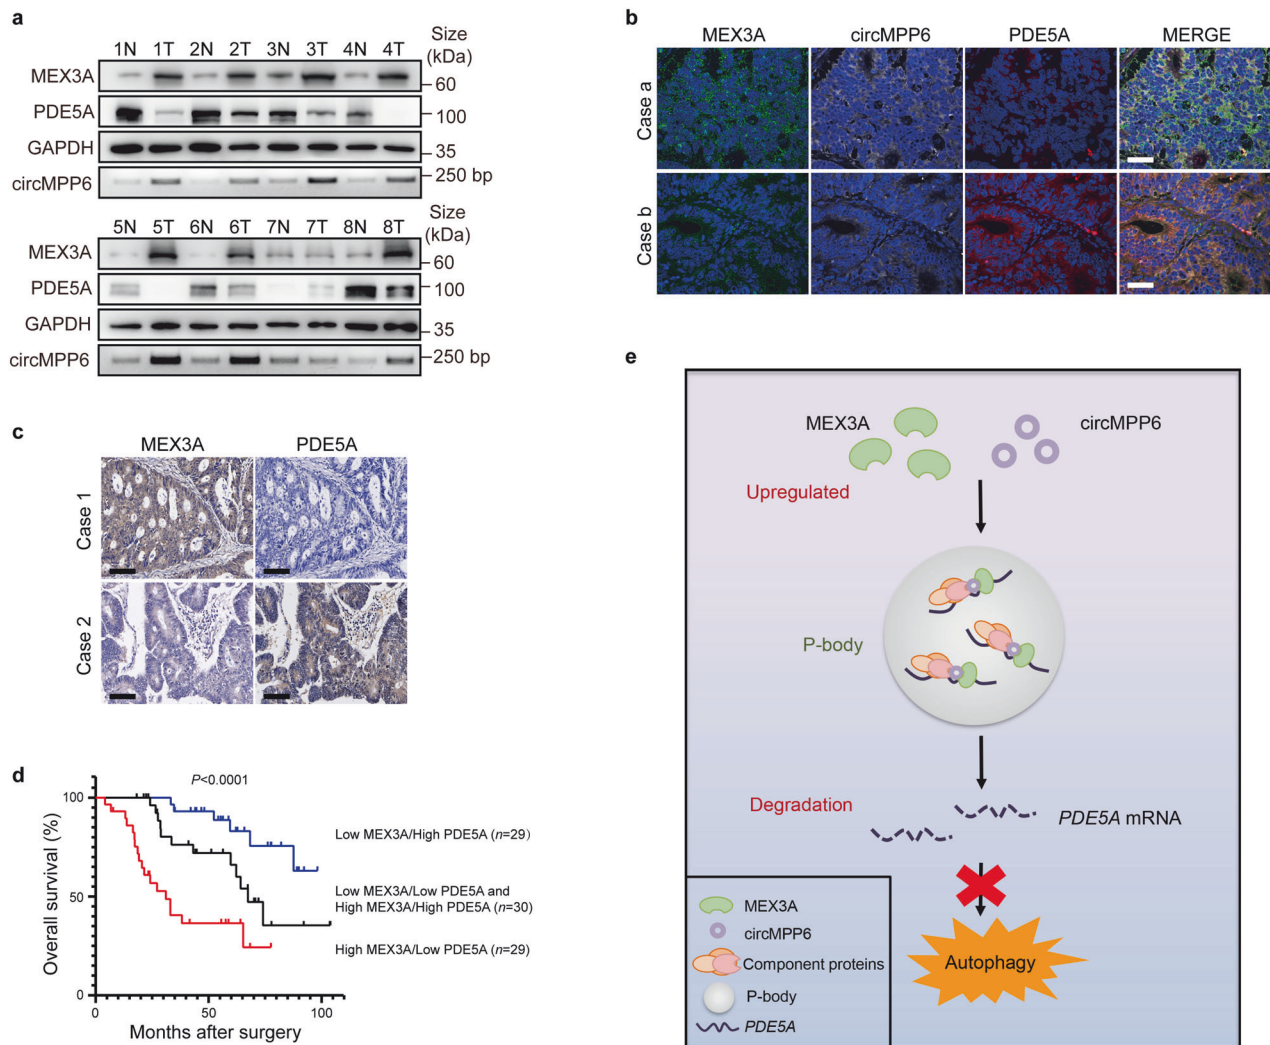 a
1N 1T 2N 2T 3N 3T 4N 4T
Size
(kDa)
MEX3A
60
PDE5A
100
GAPDH
35
circMPP6
250 bp
5N 5T 6N 6T 7N 7T 8N 8T
Size
(kDa)
MEX3A
60
PDE5A
100
GAPDH
35
circMPP6
250 bp
b
MEX3A circMPP6 PDE5A MERGE
Case a
Case b
c
MEX3A PDE5A
Case 1
Case 2
d
P<0.0001
100
50
0
Overall survival (%)
0 50 100
Months after surgery
Low MEX3A/High PDE5A (n=29)
Low MEX3A/Low PDE5A and
High MEX3A/High PDE5A (n=30)
High MEX3A/Low PDE5A (n=29)
e
MEX3A
circMPP6
Upregulated
P-body
Degradation
PDE5A mRNA
Autophagy
MEX3A
circMPP6
Component proteins
P-body
PDE5A